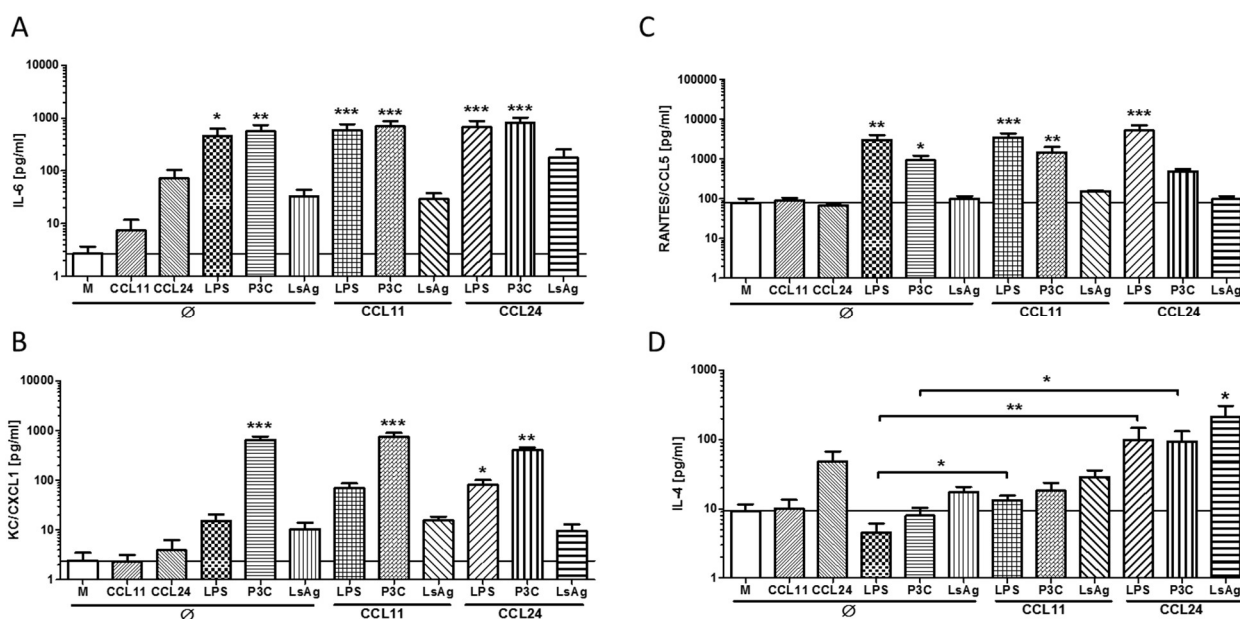 A
IL-6 [pg/ml]
10000
1000
100
10
1
* ** *** *** *** ***
M CCL11 CCL24 LPS P3C LsAg LPS P3C LsAg LPS P3C LsAg
Ø CCL11 CCL24
B
KC/CXCL1 [pg/ml]
10000
1000
100
10
1
*** *** * **
M CCL11 CCL24 LPS P3C LsAg LPS P3C LsAg LPS P3C LsAg
Ø CCL11 CCL24
C
RANTES/CCL5 [pg/ml]
100000
10000
1000
100
10
1
** * *** ** ***
M CCL11 CCL24 LPS P3C LsAg LPS P3C LsAg LPS P3C LsAg
Ø CCL11 CCL24
D
IL-4 [pg/ml]
1000
100
10
1
*
**
*
*
M CCL11 CCL24 LPS P3C LsAg LPS P3C LsAg LPS P3C LsAg
Ø CCL11 CCL24